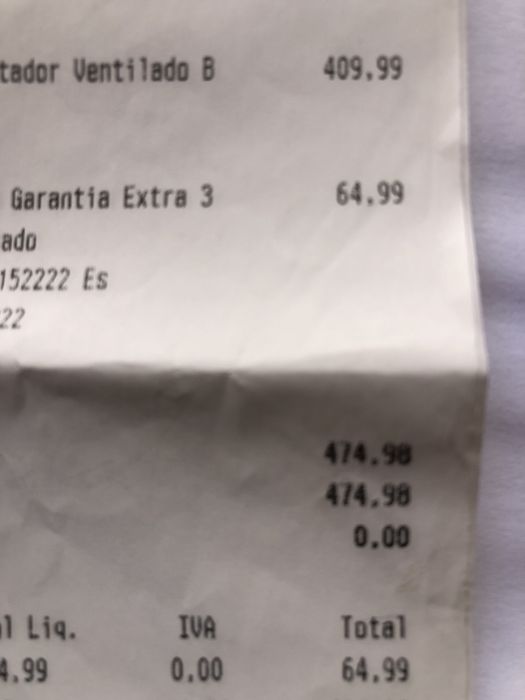 tador Ventilado B 409.99
Garantia Extra 3 64.99
ado
152222 Es
22
474.98
474.98
0.00
l Liq. IVA Total
4.99 0.00 64.99